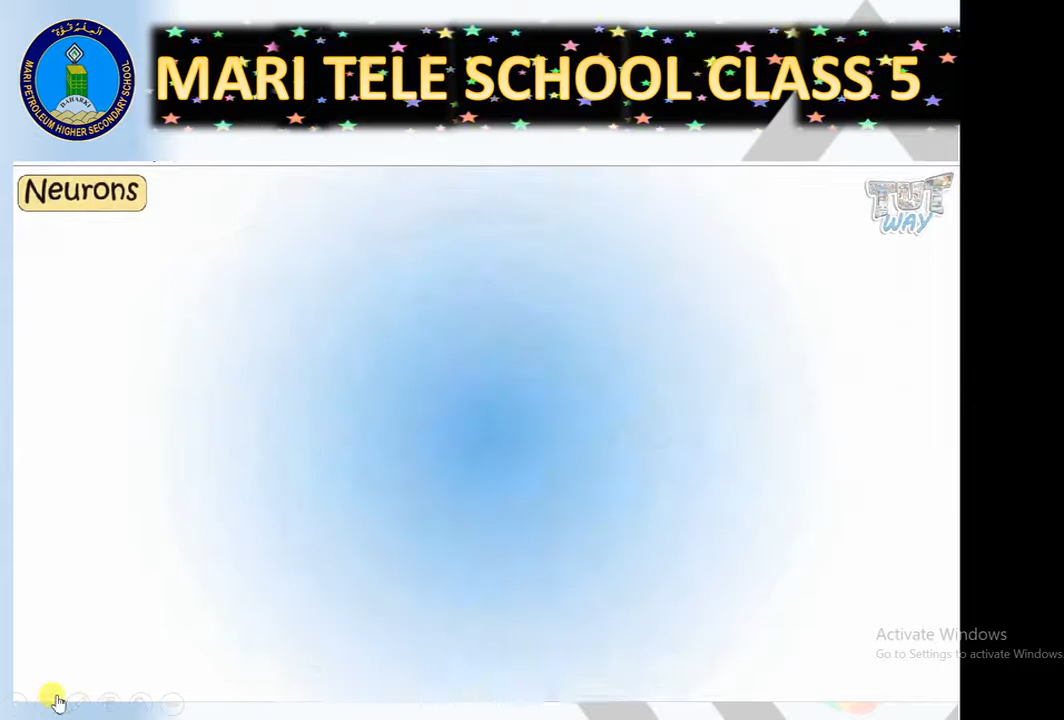 MARI TELE SCHOOL CLASS 5
MARI PETROLEUM HIGHER SECONDARY SCHOOL
DAHARKI
Neurons
TUT
WAY
Activate Windows
Go to Settings to activate Windows.